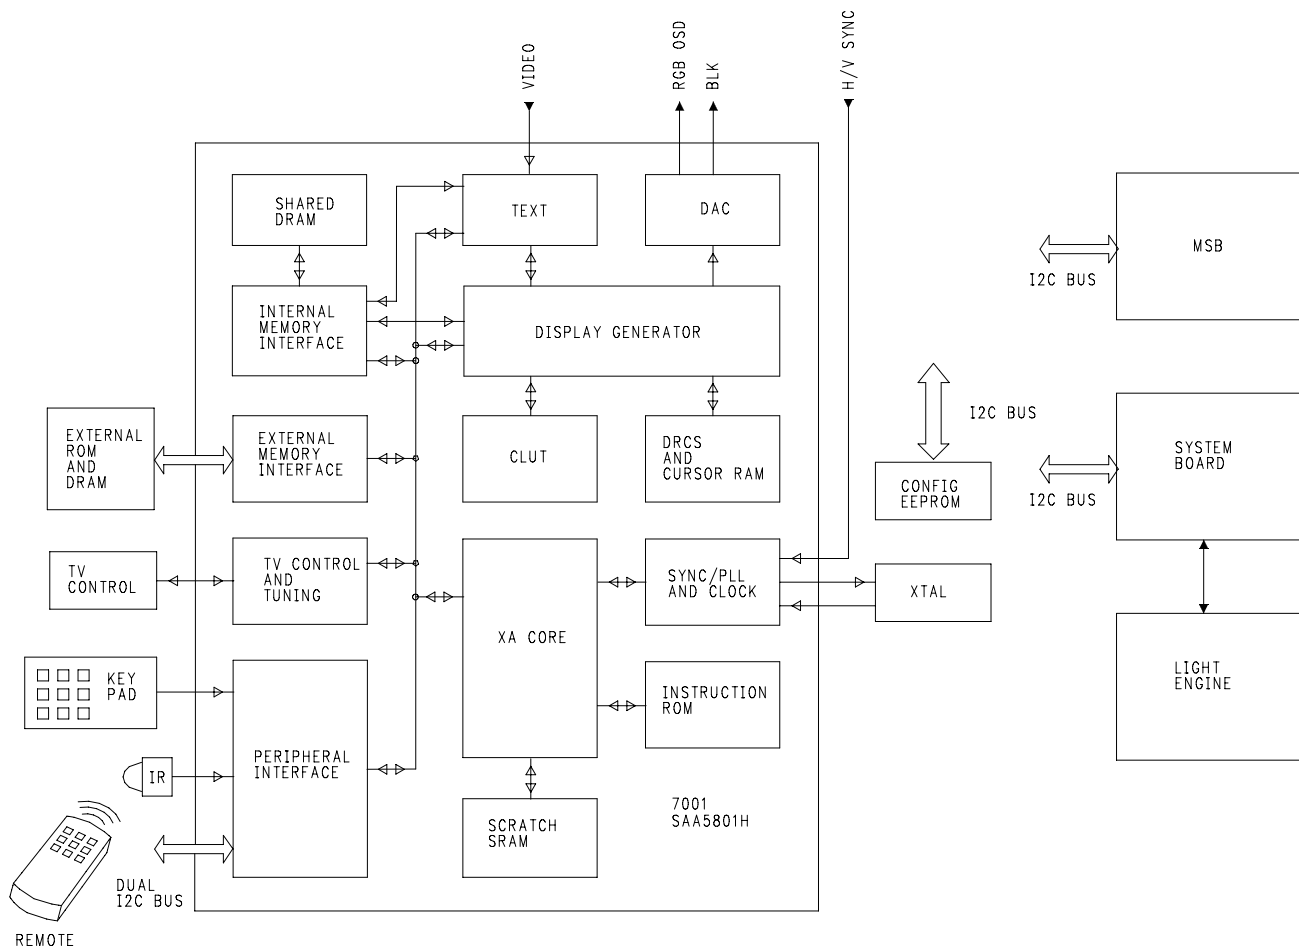 VIDEO
RGB OSD
BLK
H/V SYNC
SHARED
DRAM
TEXT
DAC
MSB
I2C BUS
INTERNAL
MEMORY
INTERFACE
DISPLAY GENERATOR
I2C BUS
EXTERNAL
ROM
AND
DRAM
EXTERNAL
MEMORY
INTERFACE
CLUT
DRCS
AND
CURSOR RAM
CONFIG
EEPROM
SYSTEM
BOARD
I2C BUS
TV
CONTROL
TV CONTROL
AND
TUNING
XA CORE
SYNC/PLL
AND CLOCK
XTAL
KEY
PAD
INSTRUCTION
ROM
LIGHT
ENGINE
IR
PERIPHERAL
INTERFACE
SCRATCH
SRAM
7001
SAA5801H
DUAL
I2C BUS
REMOTE